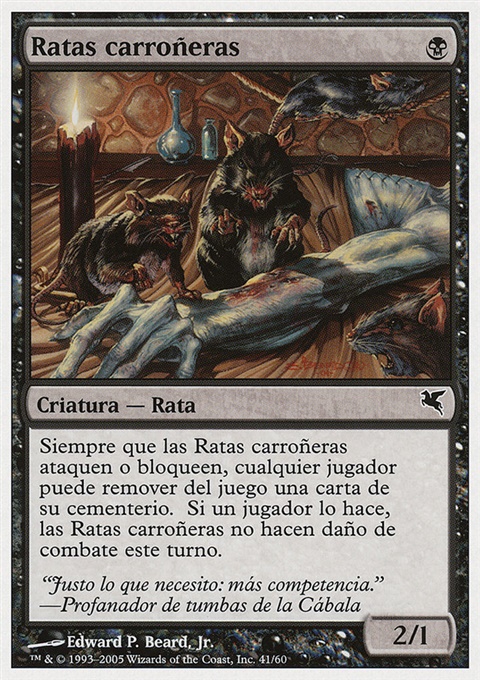 Ratas carroñeras
Criatura — Rata
Siempre que las Ratas carroñeras
ataquen o bloqueen, cualquier jugador
puede remover del juego una carta de
su cementerio. Si un jugador lo hace,
las Ratas carroñeras no hacen daño de
combate este turno.
“Justo lo que necesito: más competencia.”
—Profanador de tumbas de la Cábala
Edward P. Beard, Jr.
2/1
™ & © 1993–2005 Wizards of the Coast, Inc. 41/60